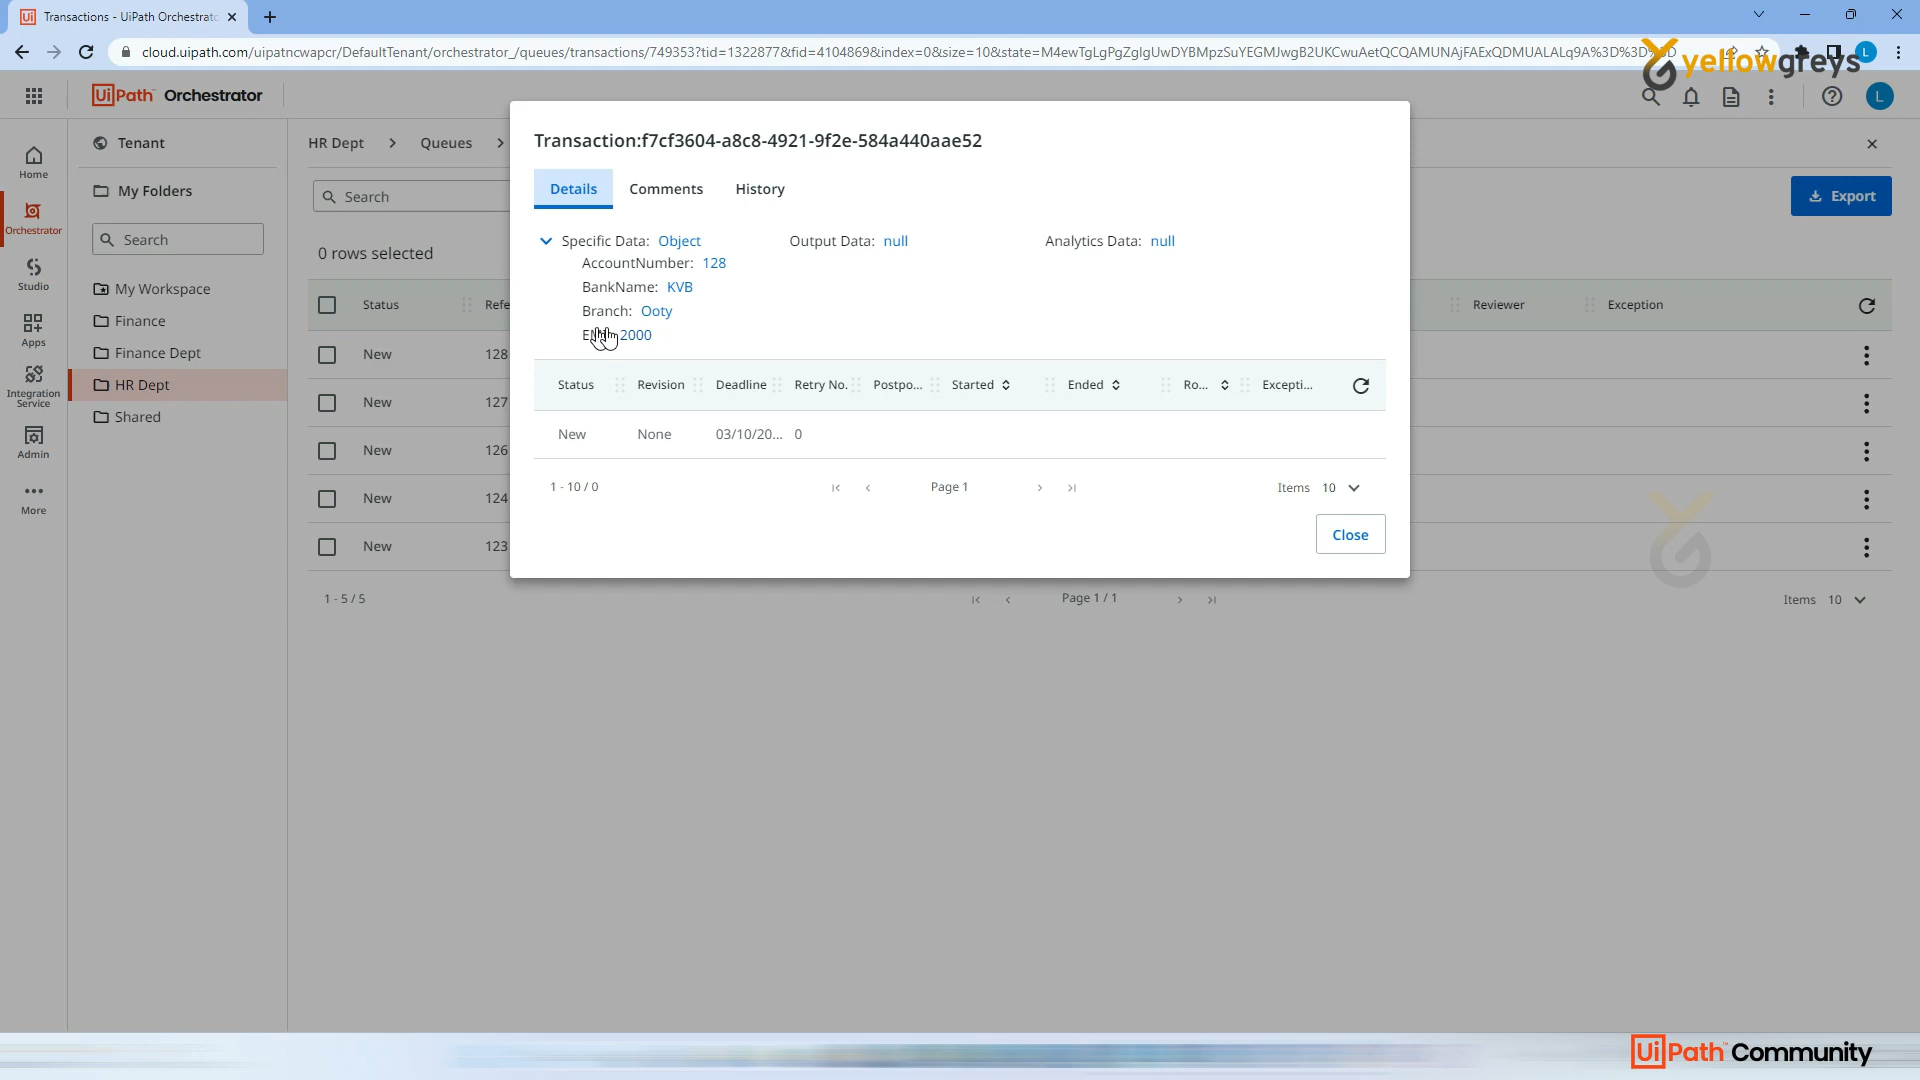 Transactions - UiPath Orchestrato
cloud.uipath.com/uipatncwapcr/DefaultTenant/orchestrator_/queues/transactions/749353?tid=1322877&fid=4104869&index=0&size=10&state=M4ewTgLgPgZglgUwDYBMpzSuYEGMJwgB2UKCwuAetQCQAMUNAjFAExQDMUALALq9A%3D%3D%3D
yellowgreys
UiPath Orchestrator
L
Home
Orchestrator
Studio
Apps
Integration Service
Admin
More
Tenant
My Folders
Search
My Workspace
Finance
Finance Dept
HR Dept
Shared
HR Dept > Queues >
Search
Export
0 rows selected
Status Refe Reviewer Exception
New 128
New 127
New 126
New 124
New 123
1 - 5 / 5 Page 1 / 1 Items 10
Transaction:f7cf3604-a8c8-4921-9f2e-584a440aae52
Details Comments History
Specific Data: Object Output Data: null Analytics Data: null
AccountNumber: 128
BankName: KVB
Branch: Ooty
2000
Status Revision Deadline Retry No. Postpo... Started Ended Ro... Excepti...
New None 03/10/20... 0
1 - 10 / 0 Page 1 Items 10
Close
UiPath Community